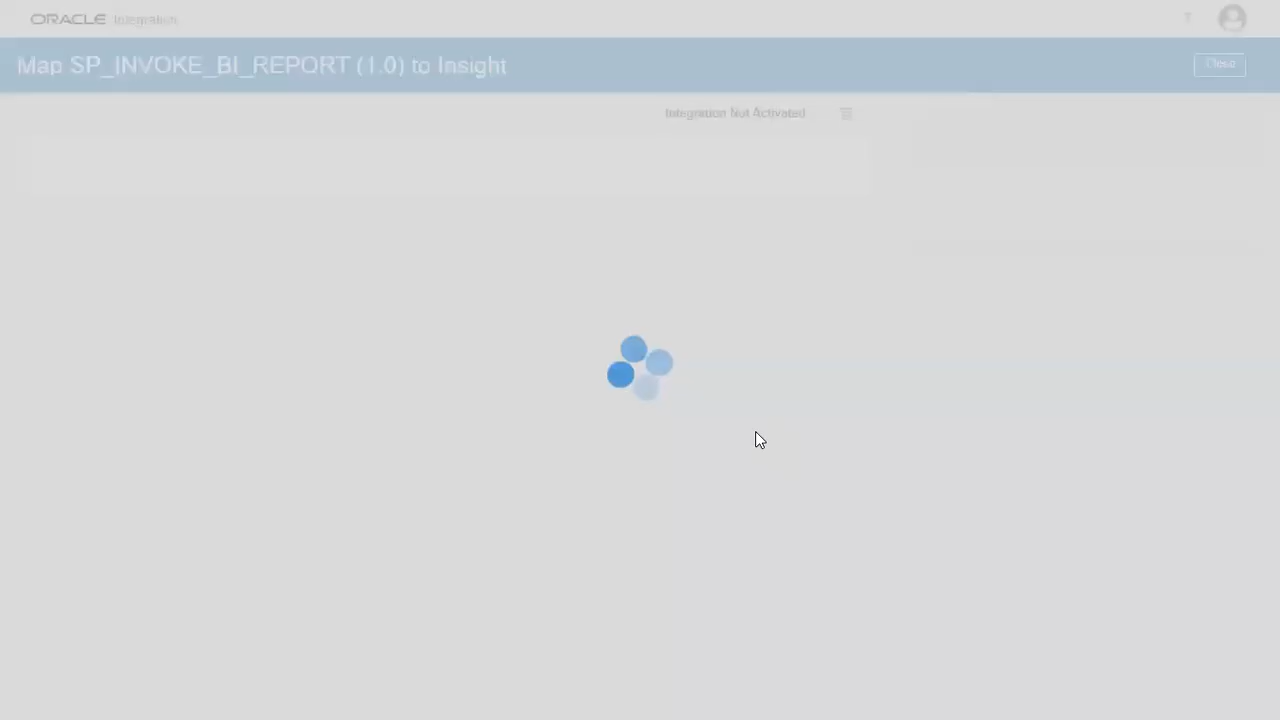 ORACLE Integration
?
Map SP_INVOKE_BI_REPORT (1.0) to Insight
Close
Integration Not Activated